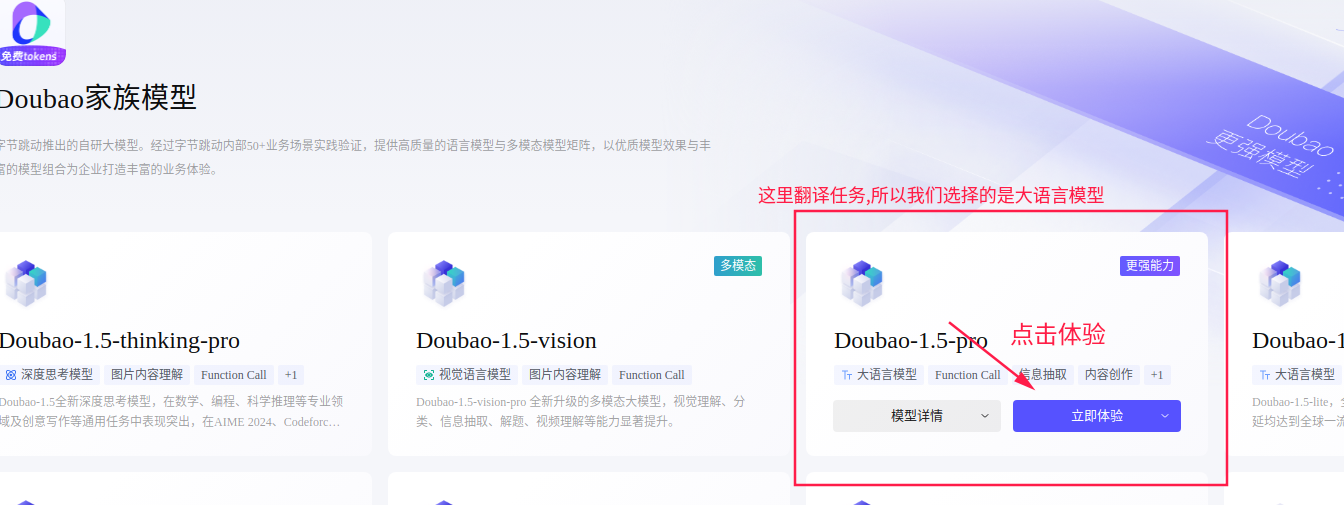 免费tokens
Doubao家族模型
字节跳动推出的自研大模型。经过字节跳动内部50+业务场景实践验证，提供高质量的语言模型与多模态模型矩阵，以优质模型效果与丰
富的模型组合为企业打造丰富的业务体验。
Doubao
更强模型
这里翻译任务,所以我们选择的是大语言模型
Doubao-1.5-thinking-pro
深度思考模型 图片内容理解 Function Call +1
Doubao-1.5全新深度思考模型，在数学、编程、科学推理等专业领
域及创意写作等通用任务中表现突出，在AIME 2024、Codeforc…
多模态
Doubao-1.5-vision
视觉语言模型 图片内容理解 Function Call
Doubao-1.5-vision-pro 全新升级的多模态大模型，视觉理解、分
类、信息抽取、解题、视频理解等能力显著提升。
更强能力
Doubao-1.5-pro
点击体验
大语言模型 Function Call 信息抽取 内容创作 +1
模型详情 立即体验
Doubao-1
大语言模型
Doubao-1.5-lite，
延均达到全球一流